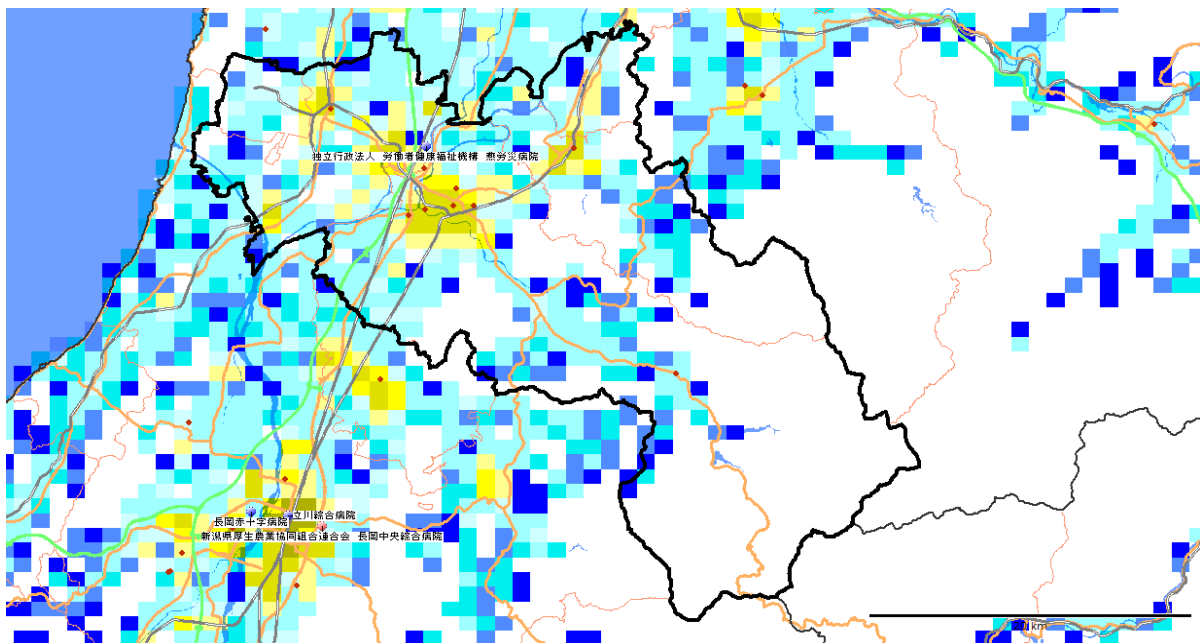 独立行政法人 労働者健康福祉機構 燕労災病院
立川綜合病院
長岡赤十字病院
新潟県厚生農業協同組合連合会 長岡中央綜合病院